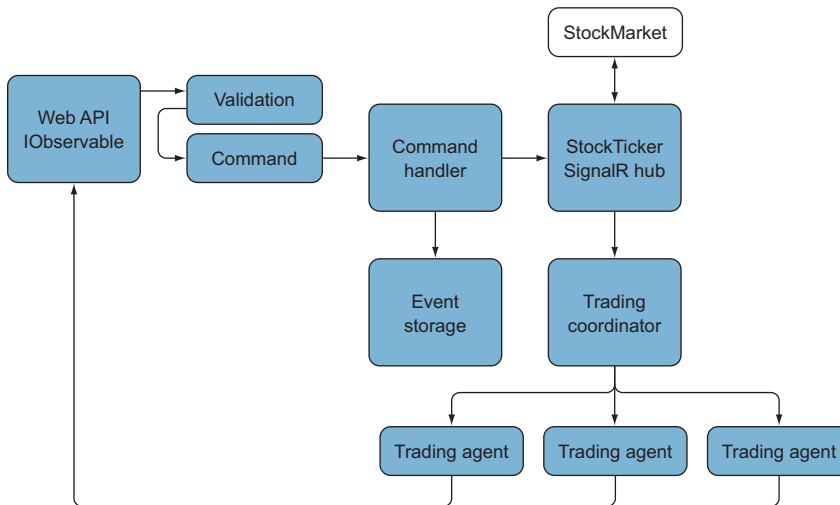 StockMarket
Web API
IObservable
Validation
Command
Command
handler
StockTicker
SignalR hub
Event
storage
Trading
coordinator
Trading agent
Trading agent
Trading agent